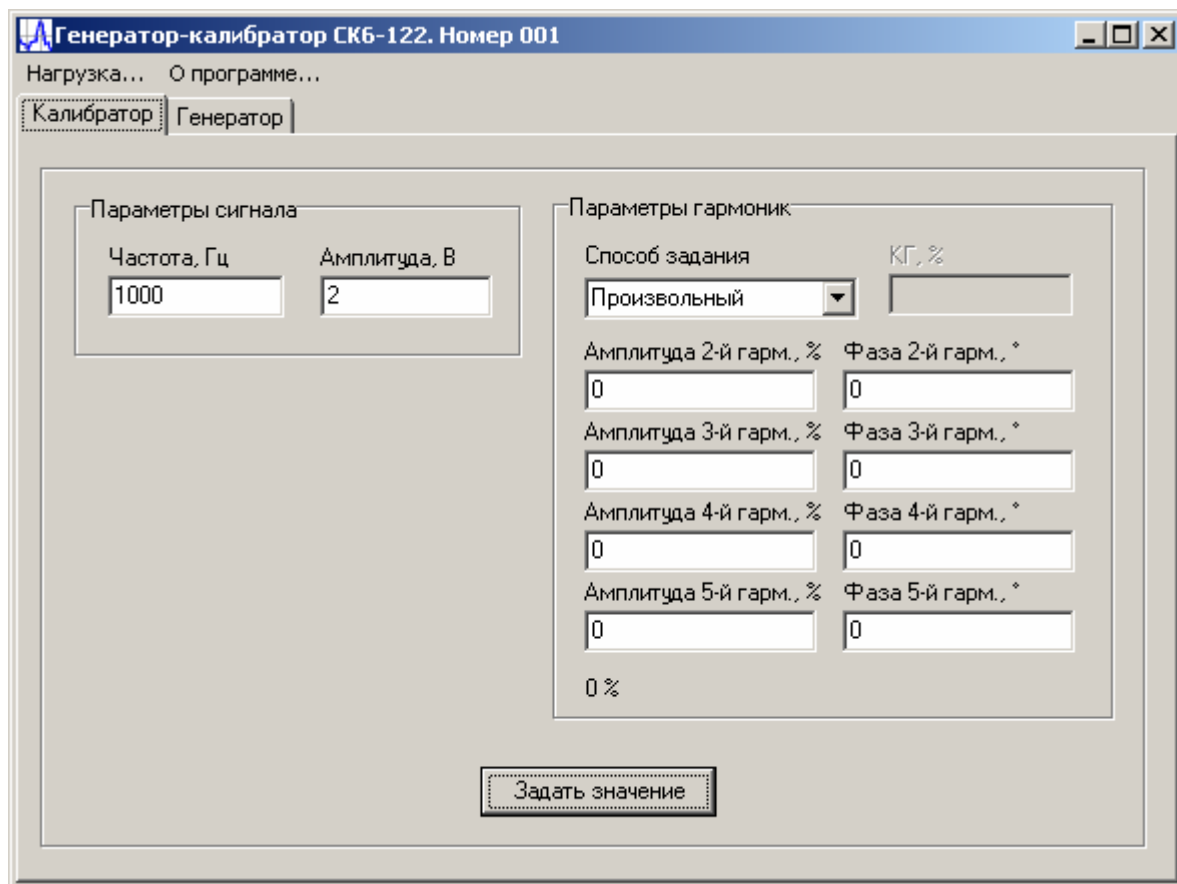 Генератор-калибратор СК6-122. Номер 001
Нагрузка... О программе...
Калибратор Генератор
Параметры сигнала
Частота, Гц Амплитуда, В
1000 2
Параметры гармоник
Способ задания КГ, %
Произвольный
Амплитуда 2-й гарм., % Фаза 2-й гарм., °
0 0
Амплитуда 3-й гарм., % Фаза 3-й гарм., °
0 0
Амплитуда 4-й гарм., % Фаза 4-й гарм., °
0 0
Амплитуда 5-й гарм., % Фаза 5-й гарм., °
0 0
0 %
Задать значение